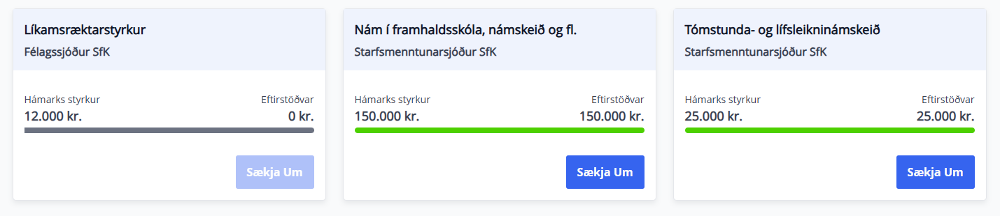 Líkamsræktarstyrkur
Félagssjóður SfK
Hámarks styrkur Eftirstöðvar
12.000 kr. 0 kr.
Sækja Um
Nám í framhaldsskóla, námskeið og fl.
Starfsmenntunarsjóður SfK
Hámarks styrkur Eftirstöðvar
150.000 kr. 150.000 kr.
Sækja Um
Tómstunda- og lífsleikninámskeið
Starfsmenntunarsjóður SfK
Hámarks styrkur Eftirstöðvar
25.000 kr. 25.000 kr.
Sækja Um